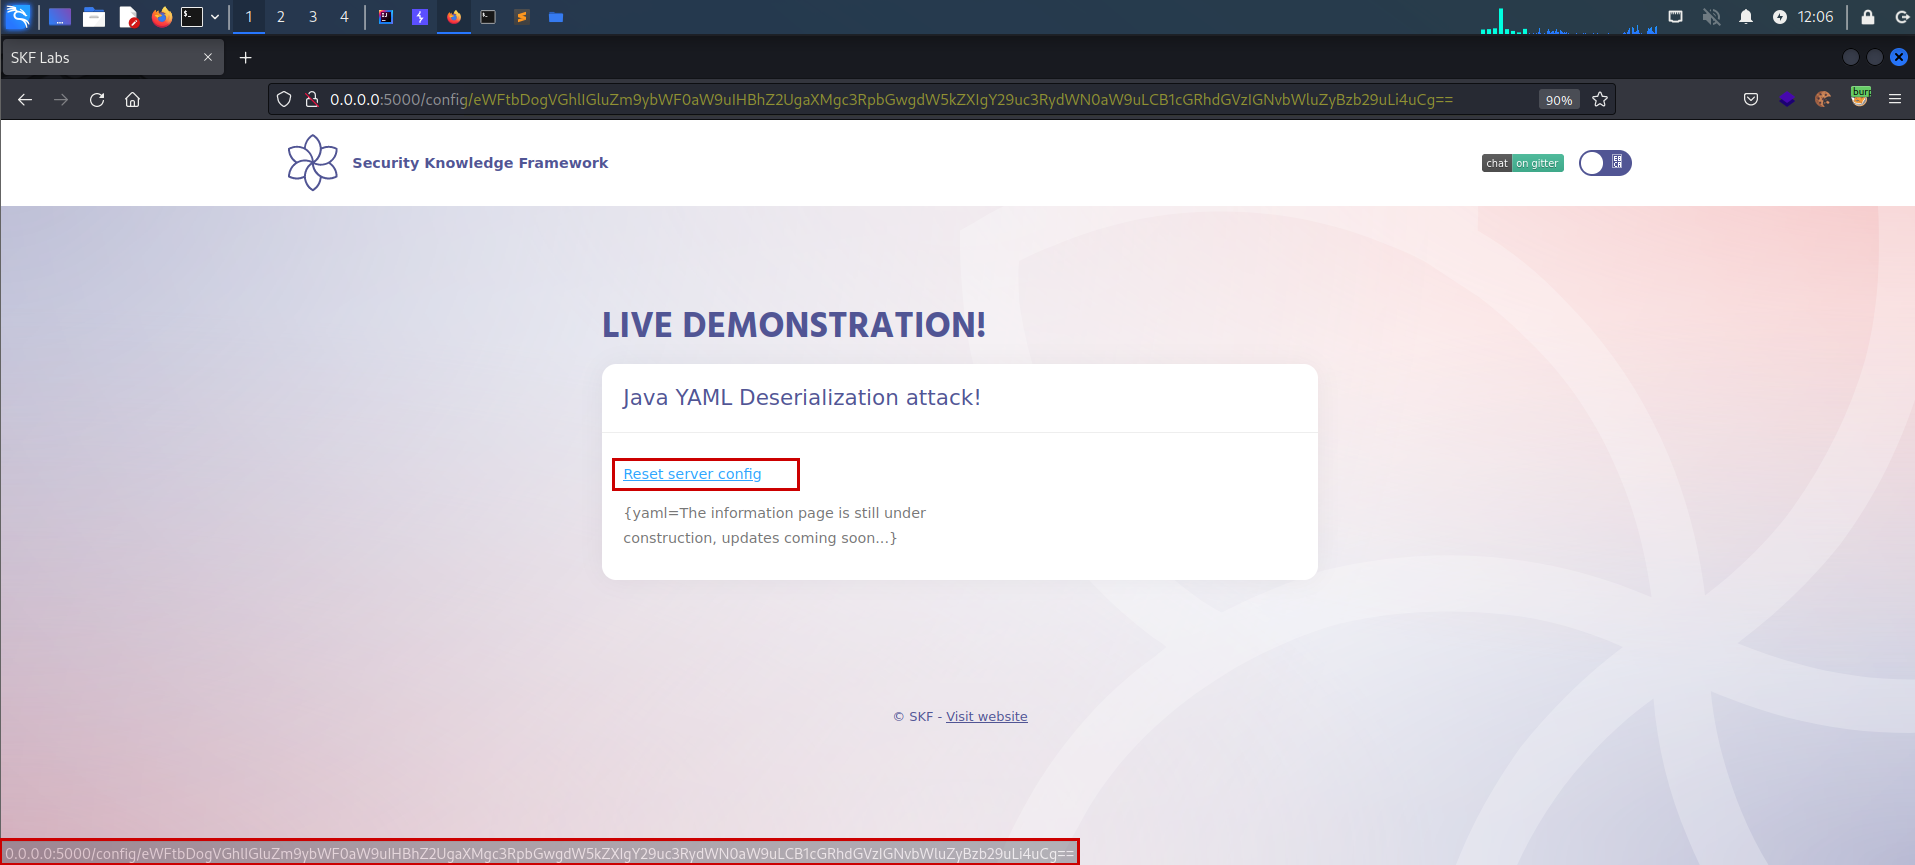 1 2 3 4 12:06
SKF Labs
0.0.0.0:5000/config/eWFtbDogVGhlIGluZm9ybWF0aW9uIHBhZ2UgaXMgc3RpbGwgdW5kZXIgY29uc3RydWN0aW9uLCB1cGRhdGVzIGNvbWluZyBzb29uLi4uCg== 90% burp
Security Knowledge Framework
chat on gitter
LIVE DEMONSTRATION!
Java YAML Deserialization attack!
Reset server config
{yaml=The information page is still under
construction, updates coming soon...}
© SKF - Visit website
0.0.0.0:5000/config/eWFtbDogVGhlIGluZm9ybWF0aW9uIHBhZ2UgaXMgc3RpbGwgdW5kZXIgY29uc3RydWN0aW9uLCB1cGRhdGVzIGNvbWluZyBzb29uLi4uCg==